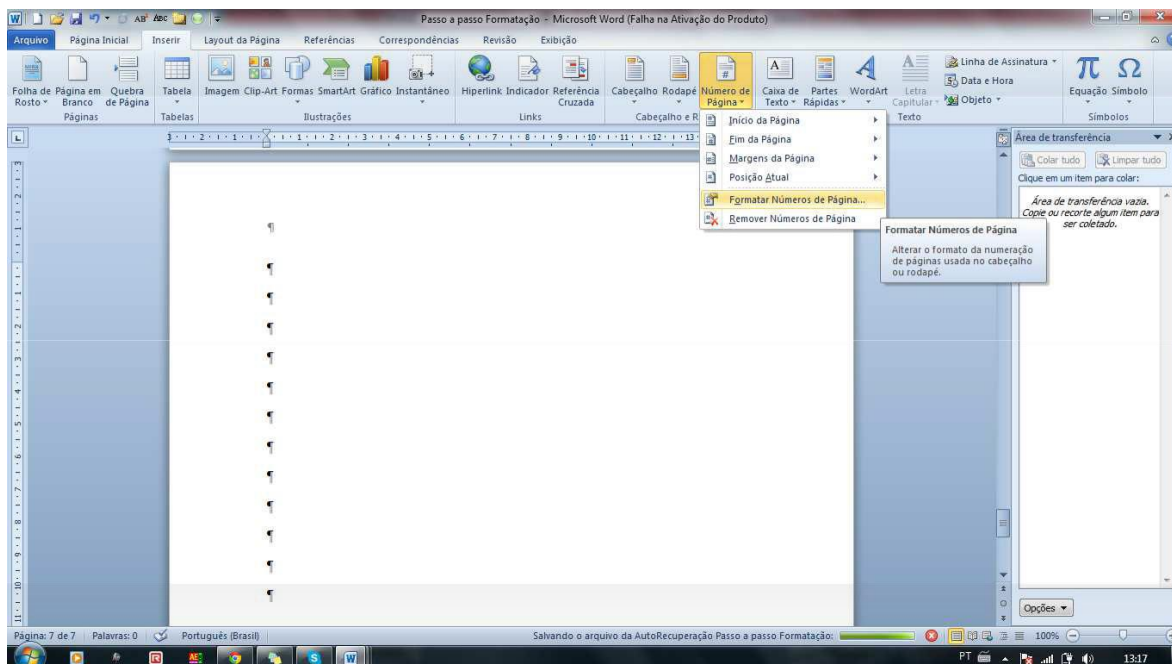 Passo a passo Formatação - Microsoft Word (Falha na Ativação do Produto)
Arquivo Página Inicial Inserir Layout da Página Referências Correspondências Revisão Exibição
Folha de Rosto
Página em Branco
Quebra de Página
Tabela
Imagem Clip-Art Formas SmartArt Gráfico Instantâneo
Hiperlink Indicador Referência Cruzada
Cabeçalho Rodapé Número de Página
Caixa de Texto
Partes Rápidas
WordArt
Letra Capitular
Linha de Assinatura
Data e Hora
Objeto
Equação Símbolo
Páginas Tabelas Ilustrações Links Cabeçalho e R Texto Símbolos
Início da Página
Fim da Página
Margens da Página
Posição Atual
Formatar Números de Página...
Remover Números de Página
Formatar Números de Página
Alterar o formato da numeração
de páginas usada no cabeçalho
ou rodapé.
Área de transferência
Colar tudo Limpar tudo
Clique em um item para colar:
Área de transferência vazia.
Copie ou recorte algum item para
ser coletado.
Opções
Página: 7 de 7 Palavras: 0 Português (Brasil) Salvando o arquivo da AutoRecuperação Passo a passo Formatação: 100%
PT 13:17